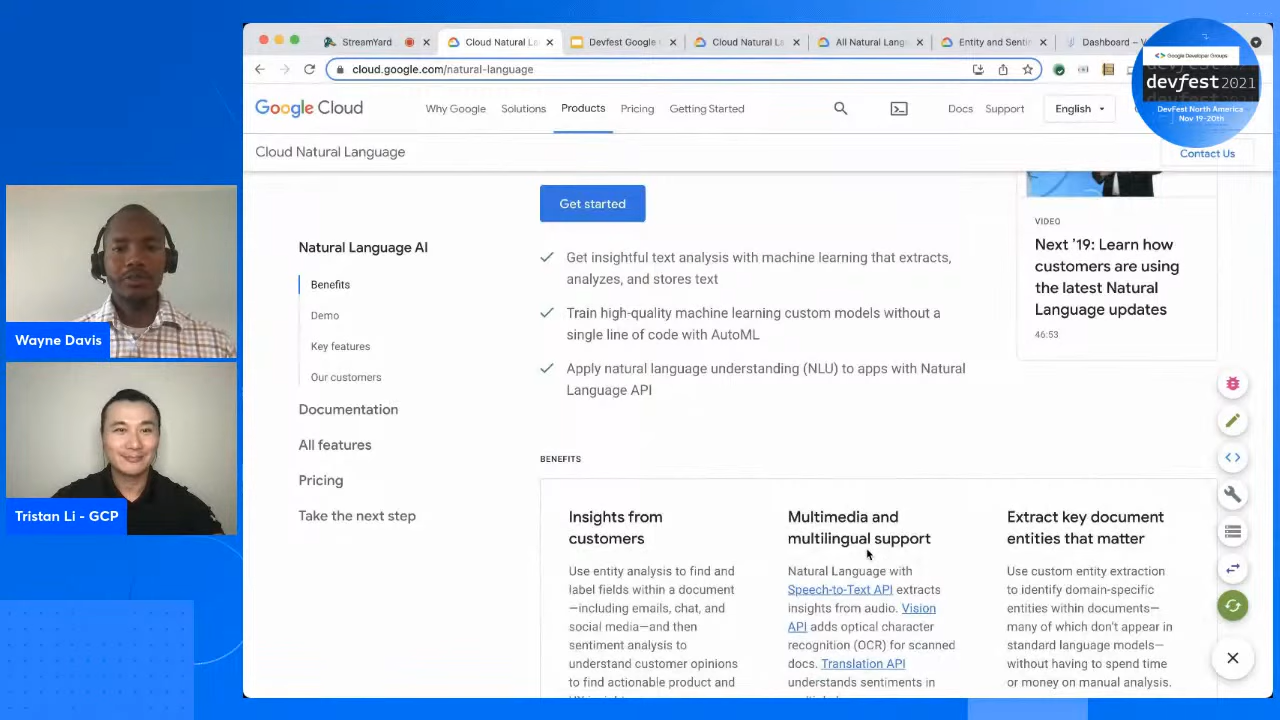 StreamYard
Cloud Natural La
Devfest Google
Cloud Natural La
All Natural Lang
Entity and Senti
Dashboard – V
cloud.google.com/natural-language
Google Developer Groups
devfest 2021
DevFest North America
Nov 19-20th
Google Cloud
Why Google
Solutions
Products
Pricing
Getting Started
Docs
Support
English
Cloud Natural Language
Contact Us
Get started
Natural Language AI
Benefits
Demo
Key features
Our customers
Documentation
All features
Pricing
Take the next step
Get insightful text analysis with machine learning that extracts,
analyzes, and stores text
Train high-quality machine learning custom models without a
single line of code with AutoML
Apply natural language understanding (NLU) to apps with Natural
Language API
VIDEO
Next '19: Learn how
customers are using
the latest Natural
Language updates
46:53
BENEFITS
Insights from
customers
Use entity analysis to find and
label fields within a document
—including emails, chat, and
social media—and then
sentiment analysis to
understand customer opinions
to find actionable product and
Multimedia and
multilingual support
Natural Language with
Speech-to-Text API extracts
insights from audio. Vision
API adds optical character
recognition (OCR) for scanned
docs. Translation API
understands sentiments in
Extract key document
entities that matter
Use custom entity extraction
to identify domain-specific
entities within documents—
many of which don't appear in
standard language models—
without having to spend time
or money on manual analysis.
Wayne Davis
Tristan Li - GCP